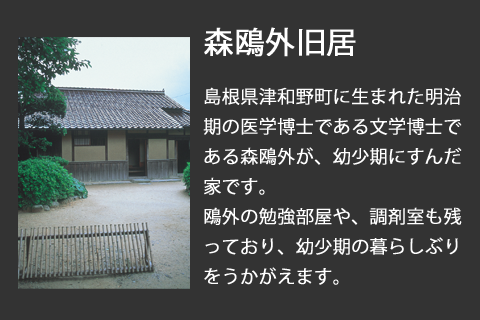 森鴎外旧居
島根県津和野町に生まれた明治
期の医学博士である文学博士で
ある森鴎外が、幼少期にすんだ
家です。
鴎外の勉強部屋や、調剤室も残
っており、幼少期の暮らしぶり
をうかがえます。